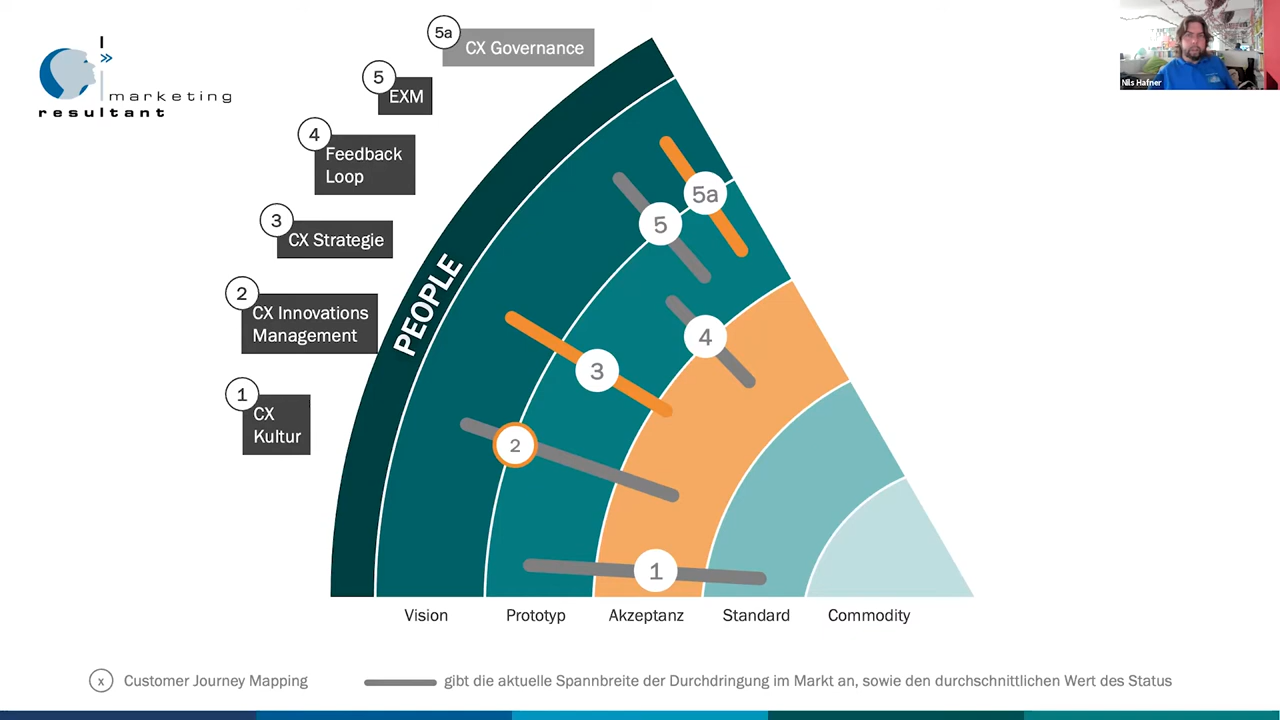 marketing
resultant
5a
CX Governance
5
EXM
4
Feedback
Loop
3
CX Strategie
2
CX Innovations
Management
1
CX
Kultur
PEOPLE
5a
5
4
3
2
1
Vision
Prototyp
Akzeptanz
Standard
Commodity
x
Customer Journey Mapping
gibt die aktuelle Spannbreite der Durchdringung im Markt an, sowie den durchschnittlichen Wert des Status
Nils Hafner